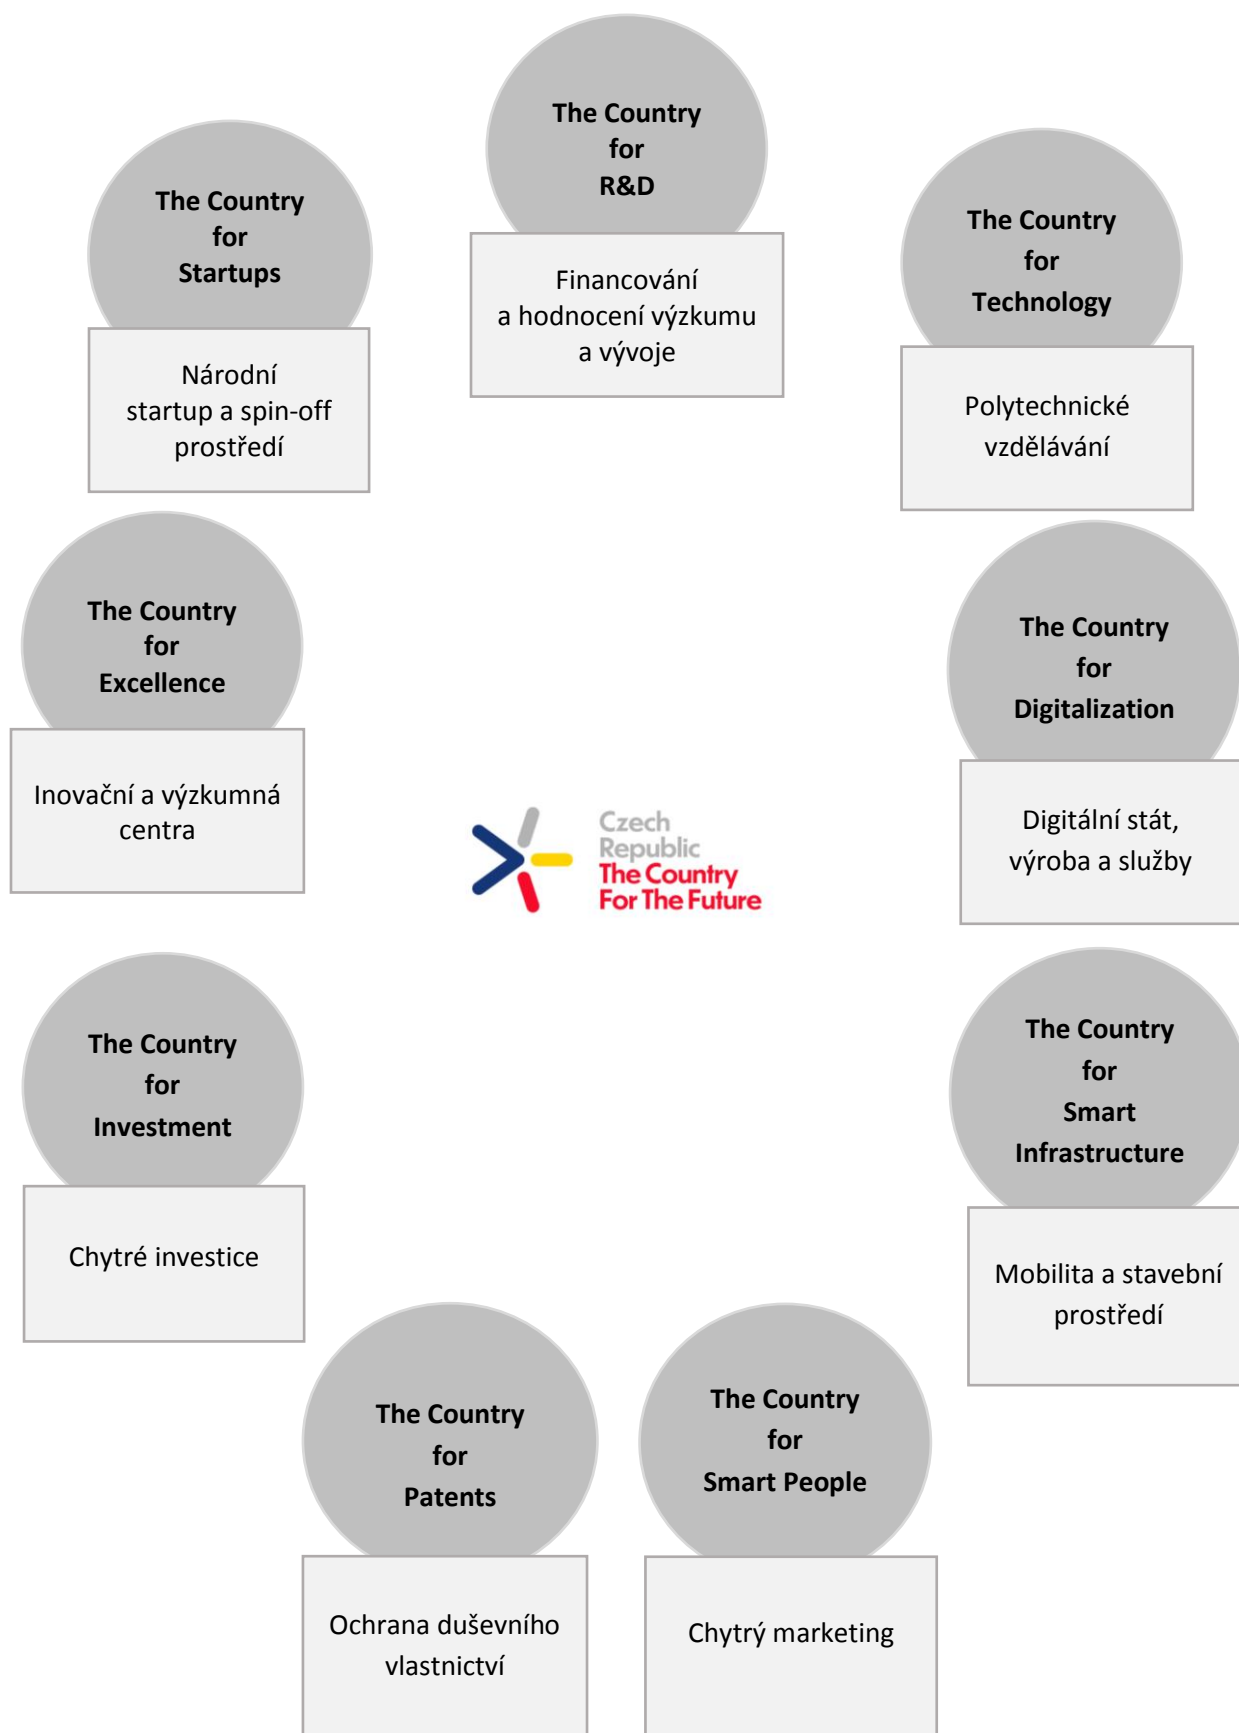 The Country
for
R&D
Financování
a hodnocení výzkumu
a vývoje
The Country
for
Startups
Národní
startup a spin-off
prostředí
The Country
for
Technology
Polytechnické
vzdělávání
The Country
for
Excellence
Inovační a výzkumná
centra
The Country
for
Digitalization
Digitální stát,
výroba a služby
Czech
Republic
The Country
For The Future
The Country
for
Investment
Chytré investice
The Country
for
Smart
Infrastructure
Mobilita a stavební
prostředí
The Country
for
Patents
Ochrana duševního
vlastnictví
The Country
for
Smart People
Chytrý marketing